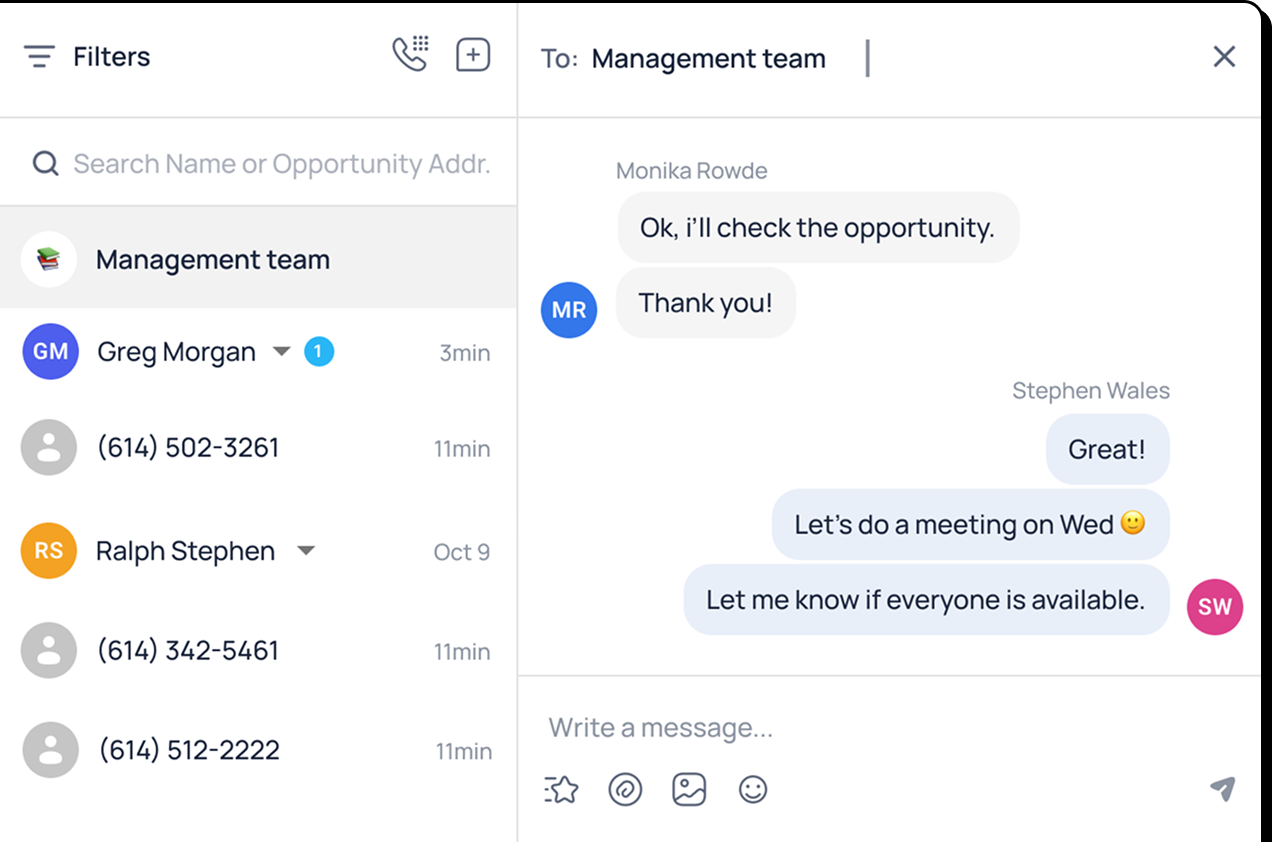 Filters
Search Name or Opportunity Addr.
Management team
GM Greg Morgan 1 3min
(614) 502-3261 11min
RS Ralph Stephen Oct 9
(614) 342-5461 11min
(614) 512-2222 11min
To: Management team
Monika Rowde
Ok, i’ll check the opportunity.
Thank you!
MR
Stephen Wales
Great!
Let’s do a meeting on Wed 🙂
Let me know if everyone is available.
SW
Write a message...